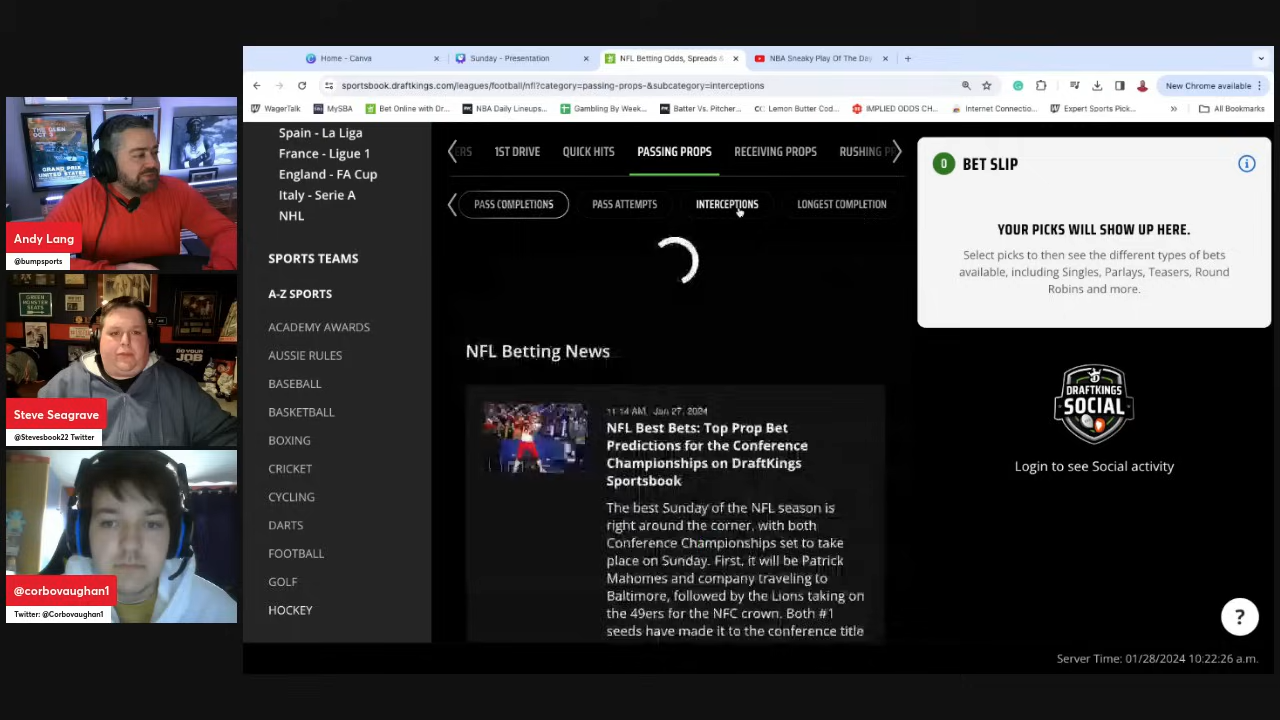 Home - Canva
Sunday - Presentation
NFL Betting Odds, Spreads &
NBA Sneaky Play Of The Day
sportsbook.draftkings.com/leagues/football/nfl?category=passing-props-&subcategory=interceptions
New Chrome available
WagerTalk
MySBA
Bet Online with Dr...
NBA Daily Lineups...
Gambling By Week...
Batter Vs. Pitcher...
Lemon Butter Cod...
IMPLIED ODDS CH...
Internet Connectio...
Expert Sports Pick...
All Bookmarks
Andy Lang
@bumpsports
GREEN MONSTER SEATS
DO YOUR JOB
Steve Seagrave
@Stevesbook22 Twitter
@corbovaughan1
Twitter: @Corbovaughan1
Spain - La Liga
France - Ligue 1
England - FA Cup
Italy - Serie A
NHL
SPORTS TEAMS
A-Z SPORTS
ACADEMY AWARDS
AUSSIE RULES
BASEBALL
BASKETBALL
BOXING
CRICKET
CYCLING
DARTS
FOOTBALL
GOLF
HOCKEY
ERS
1ST DRIVE
QUICK HITS
PASSING PROPS
RECEIVING PROPS
RUSHING P
PASS COMPLETIONS
PASS ATTEMPTS
INTERCEPTIONS
LONGEST COMPLETION
NFL Betting News
11:14 AM, Jan 27, 2024
NFL Best Bets: Top Prop Bet
Predictions for the Conference
Championships on DraftKings
Sportsbook
The best Sunday of the NFL season is
right around the corner, with both
Conference Championships set to take
place on Sunday. First, it will be Patrick
Mahomes and company traveling to
Baltimore, followed by the Lions taking on
the 49ers for the NFC crown. Both #1
seeds have made it to the conference title
0 BET SLIP
YOUR PICKS WILL SHOW UP HERE.
Select picks to then see the different types of bets
available, including Singles, Parlays, Teasers, Round
Robins and more.
DRAFTKINGS
SOCIAL
Login to see Social activity
?
Server Time: 01/28/2024 10:22:26 a.m.